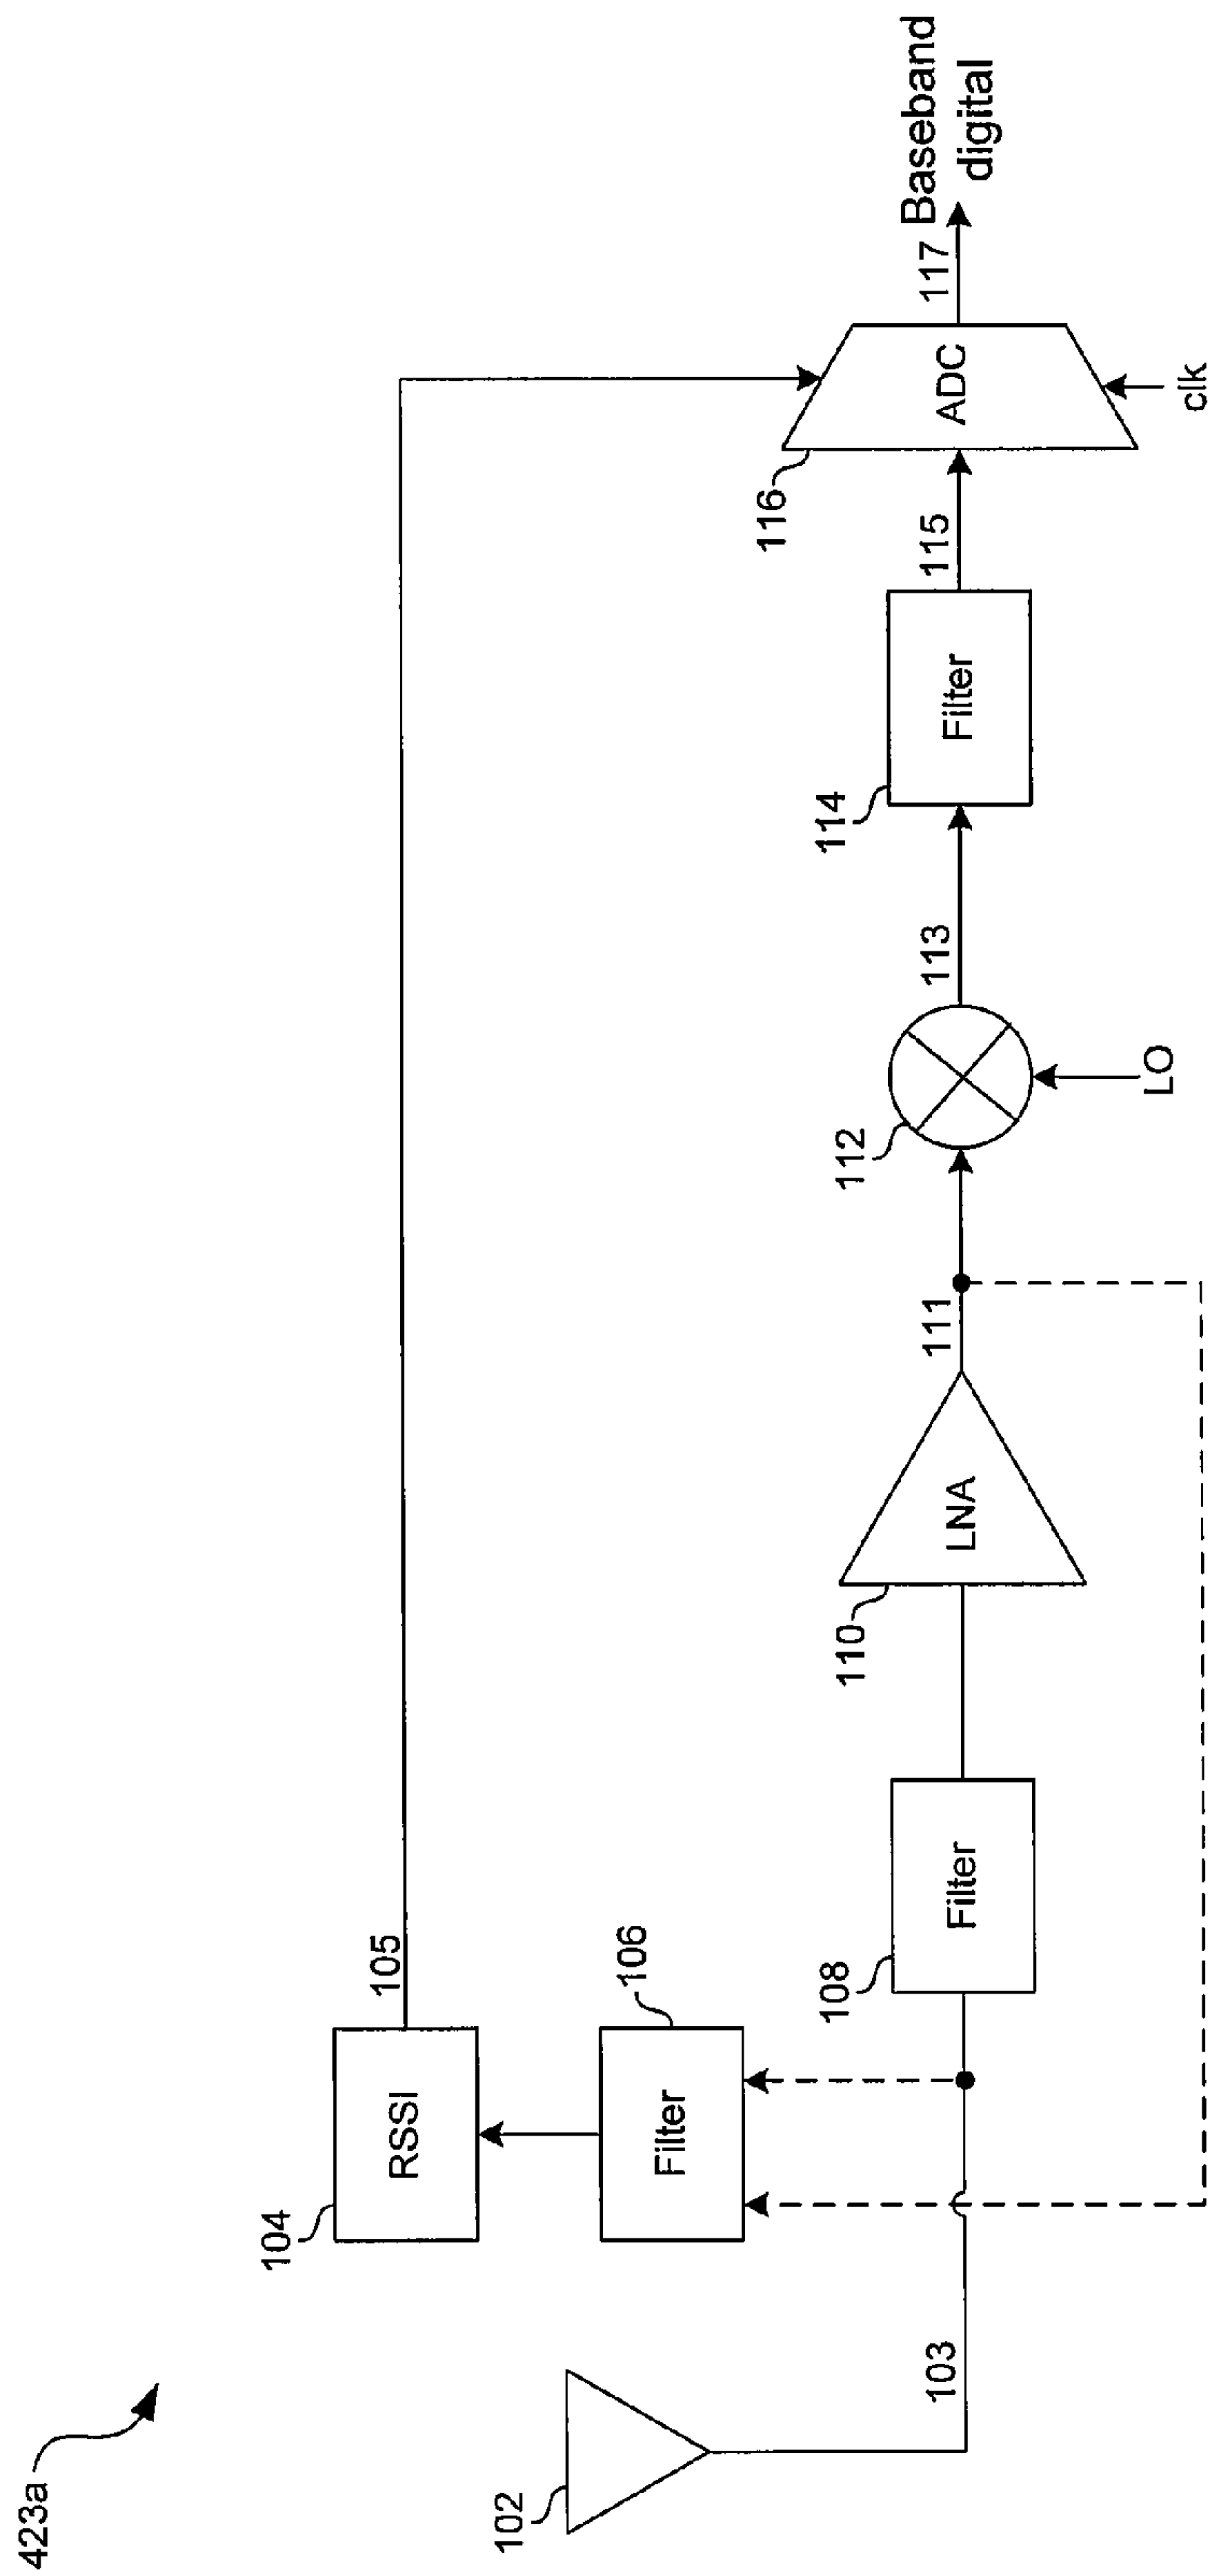 423a
102
103
104
RSSI
105
106
Filter
108
Filter
110
LNA
111
112
LO
113
114
Filter
115
116
ADC
clk
117
Baseband
digital